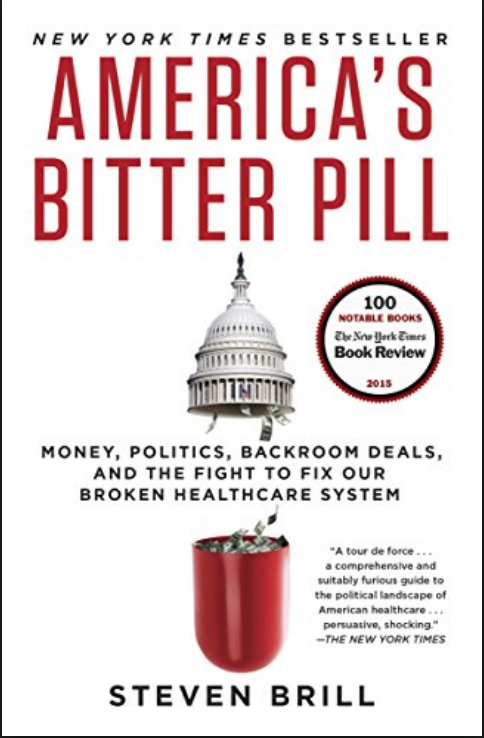 NEW YORK TIMES BESTSELLER
AMERICA'S
BITTER PILL
100
NOTABLE BOOKS
The New York Times
Book Review
2015
MONEY, POLITICS, BACKROOM DEALS,
AND THE FIGHT TO FIX OUR
BROKEN HEALTHCARE SYSTEM
"A tour de force . . .
a comprehensive and
suitably furious guide to
the political landscape of
American healthcare . . .
persuasive, shocking."
—THE NEW YORK TIMES
STEVEN BRILL